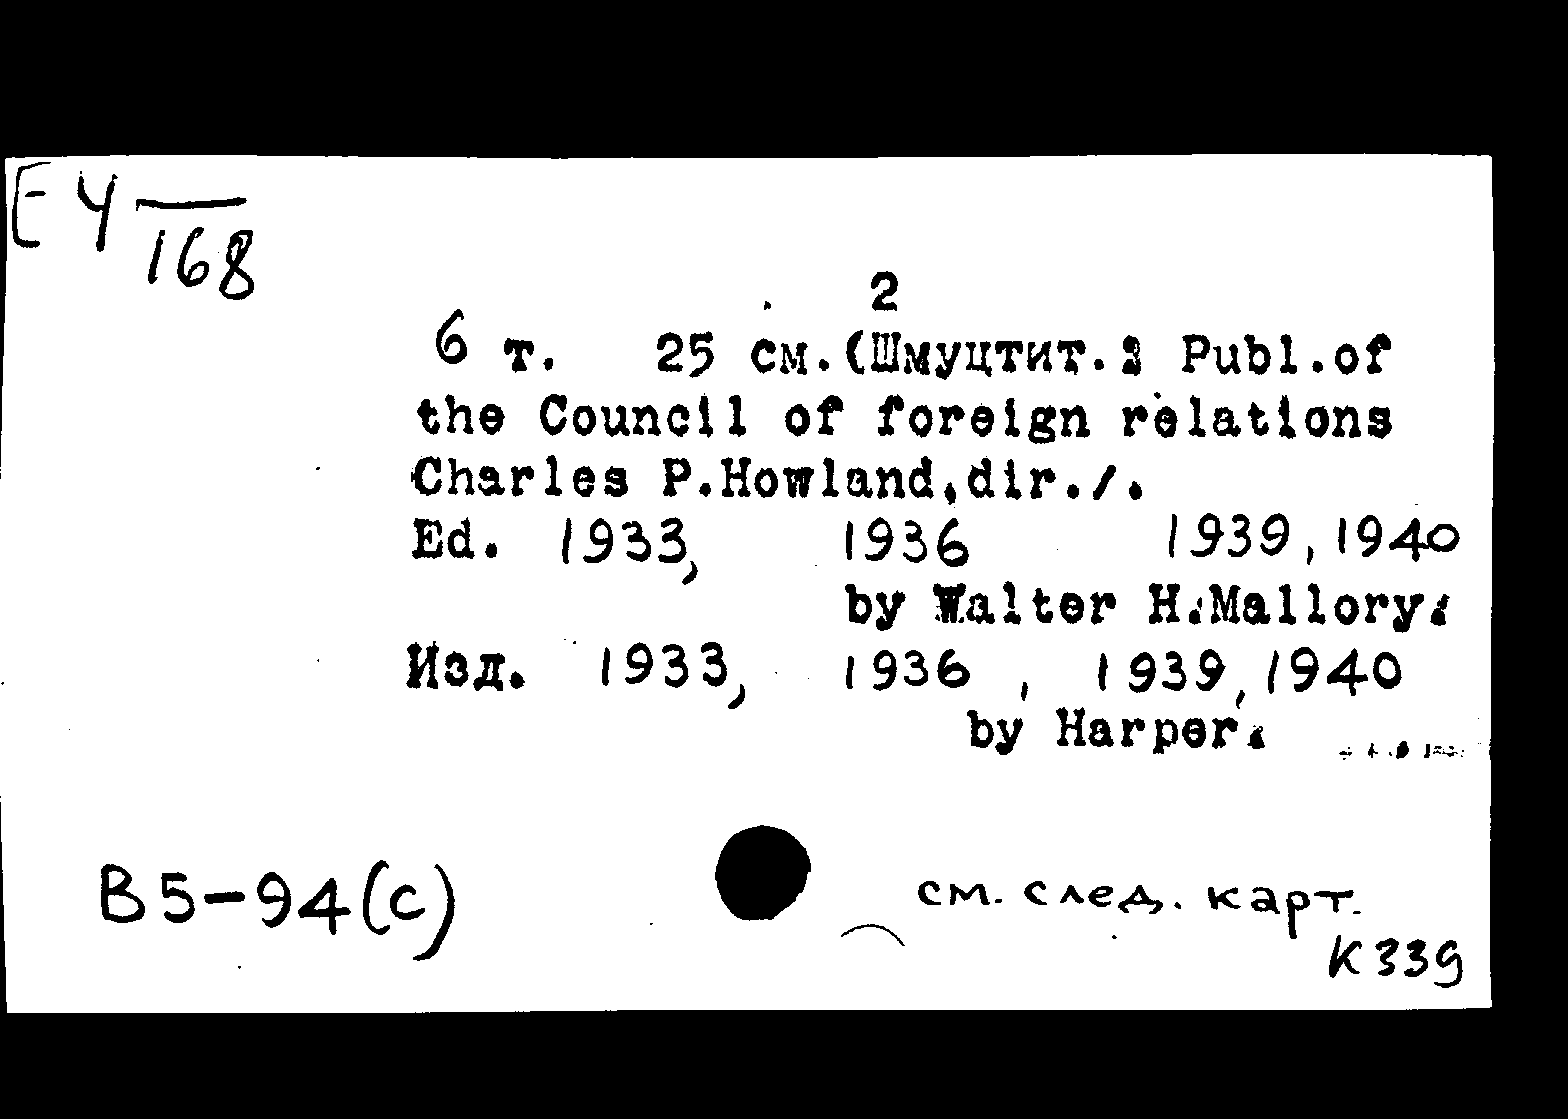 E Ч
168
2
6 т. 25 см. (Шмуцтит.: Publ.of
the Council of foreign relations
Charles P.Howland,dir./.
Ed. 1933, 1936 1939, 1940
by Walter H.Mallory.
Изд. 1933, 1936, 1939, 1940
by Harper.
B5-94(c)
см. след. карт.
К339